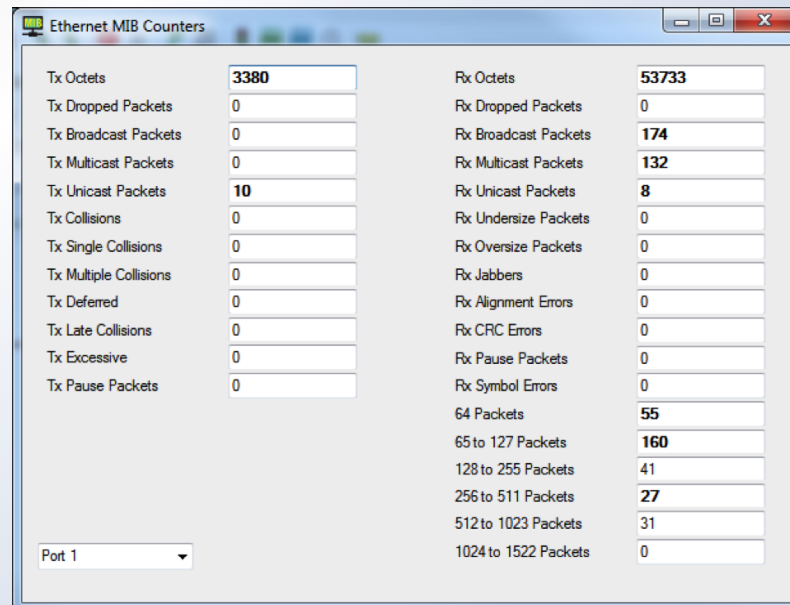 MIB Ethernet MIB Counters
Tx Octets 3380
Tx Dropped Packets 0
Tx Broadcast Packets 0
Tx Multicast Packets 0
Tx Unicast Packets 10
Tx Collisions 0
Tx Single Collisions 0
Tx Multiple Collisions 0
Tx Deferred 0
Tx Late Collisions 0
Tx Excessive 0
Tx Pause Packets 0
Port 1
Rx Octets 53733
Rx Dropped Packets 0
Rx Broadcast Packets 174
Rx Multicast Packets 132
Rx Unicast Packets 8
Rx Undersize Packets 0
Rx Oversize Packets 0
Rx Jabbers 0
Rx Alignment Errors 0
Rx CRC Errors 0
Rx Pause Packets 0
Rx Symbol Errors 0
64 Packets 55
65 to 127 Packets 160
128 to 255 Packets 41
256 to 511 Packets 27
512 to 1023 Packets 31
1024 to 1522 Packets 0